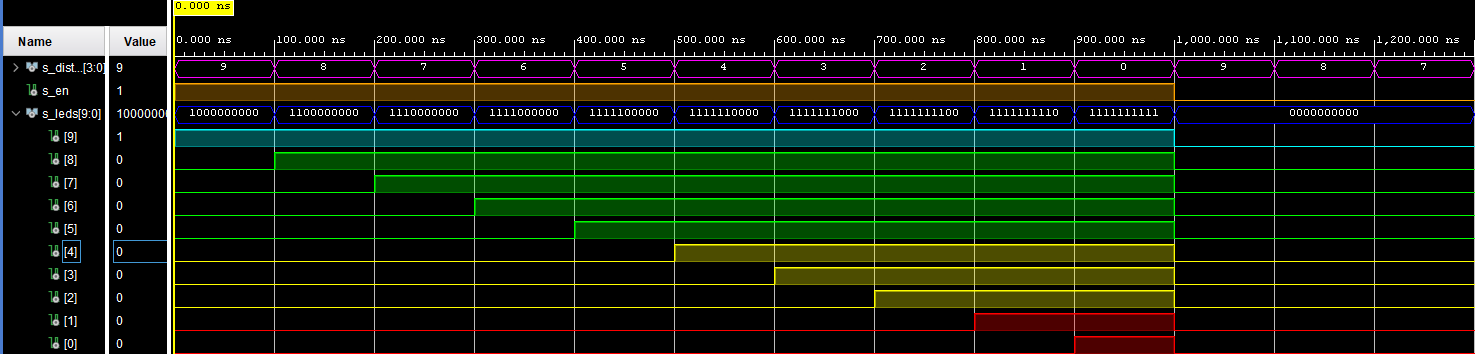 0.000 ns
Name Value 0.000 ns 100.000 ns 200.000 ns 300.000 ns 400.000 ns 500.000 ns 600.000 ns 700.000 ns 800.000 ns 900.000 ns 1,000.000 ns 1,100.000 ns 1,200.000 ns
s_dist...[3:0] 9 9 8 7 6 5 4 3 2 1 0 9 8 7
s_en 1
s_leds[9:0] 10000000 1000000000 1100000000 1110000000 1111000000 1111100000 1111110000 1111111000 1111111100 1111111110 1111111111 0000000000
[9] 1
[8] 0
[7] 0
[6] 0
[5] 0
[4] 0
[3] 0
[2] 0
[1] 0
[0] 0